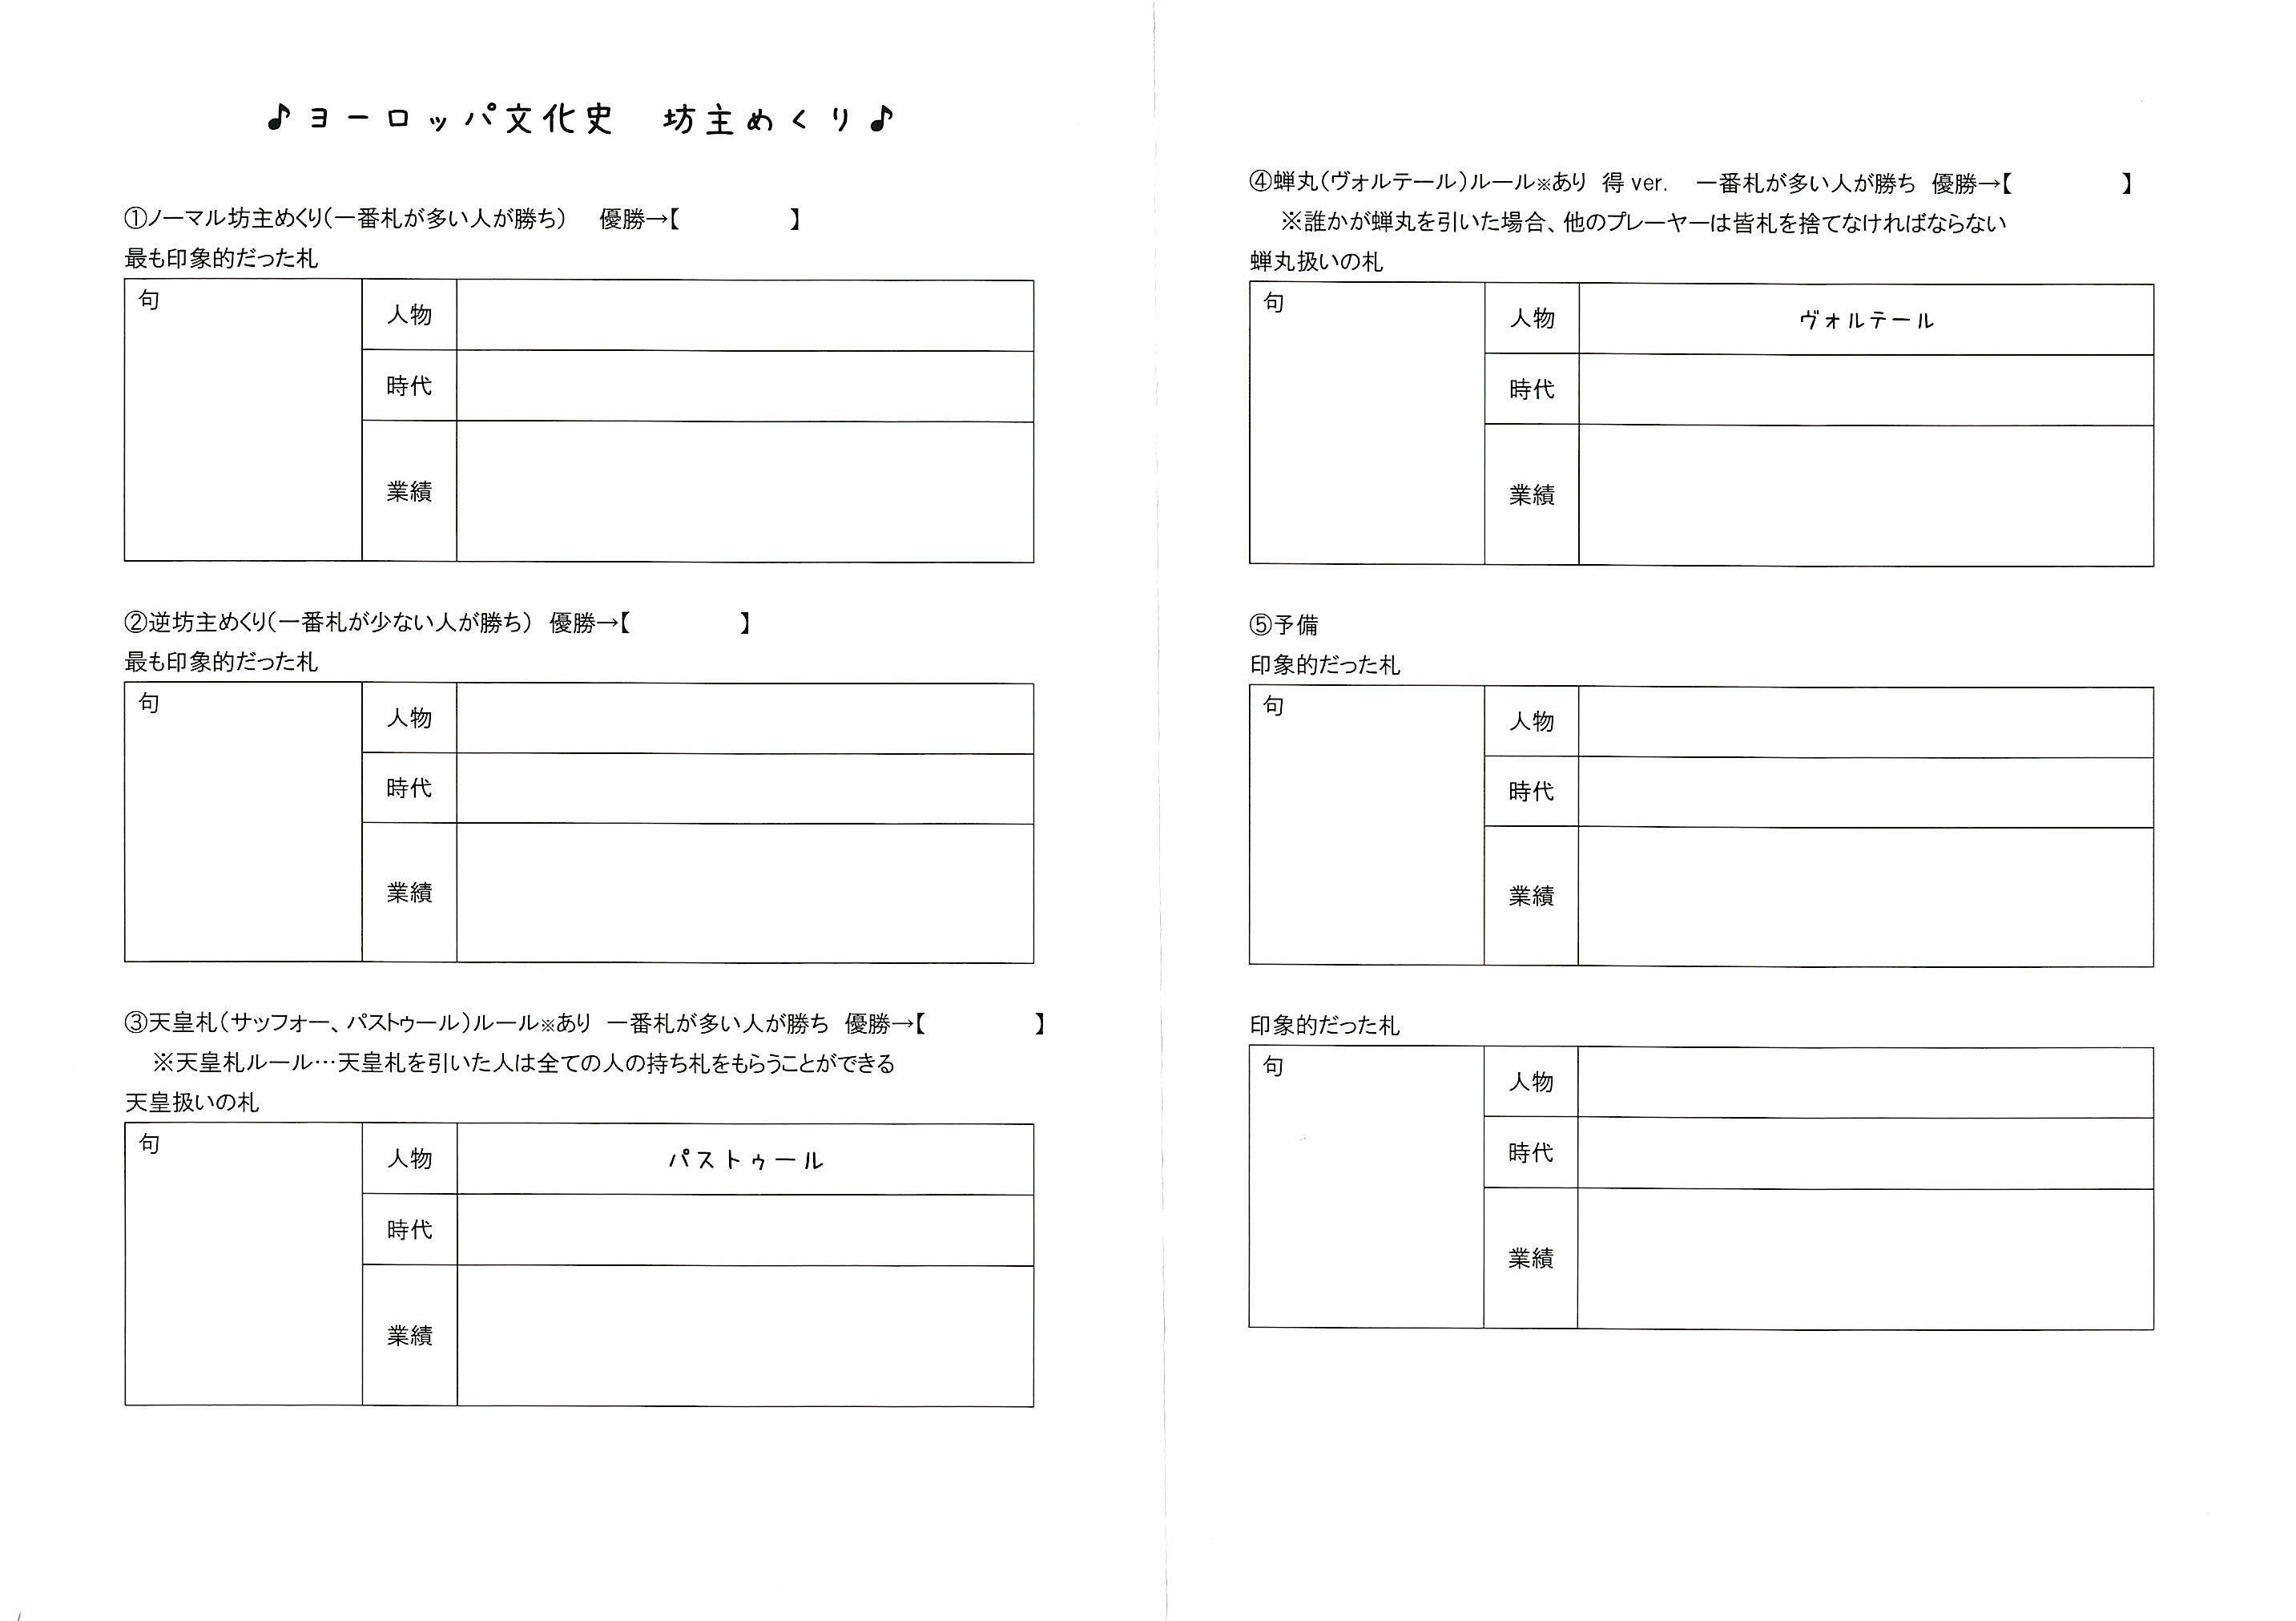 ♪ヨーロッパ文化史　坊主めくり♪
①ノーマル坊主めくり（一番札が多い人が勝ち）　優勝→【　　　　　】
最も印象的だった札
句
人物
時代
業績
②逆坊主めくり（一番札が少ない人が勝ち）　優勝→【　　　　　】
最も印象的だった札
句
人物
時代
業績
③天皇札（サッフォー、パストゥール）ルール※あり　一番札が多い人が勝ち　優勝→【　　　　　】
※天皇札ルール…天皇札を引いた人は全ての人の持ち札をもらうことができる
天皇扱いの札
句
人物　パストゥール
時代
業績
④蝉丸（ヴォルテール）ルール※あり　得 ver.　一番札が多い人が勝ち　優勝→【　　　　　】
※誰かが蝉丸を引いた場合、他のプレーヤーは皆札を捨てなければならない
蝉丸扱いの札
句
人物　ヴォルテール
時代
業績
⑤予備
印象的だった札
句
人物
時代
業績
印象的だった札
句
人物
時代
業績